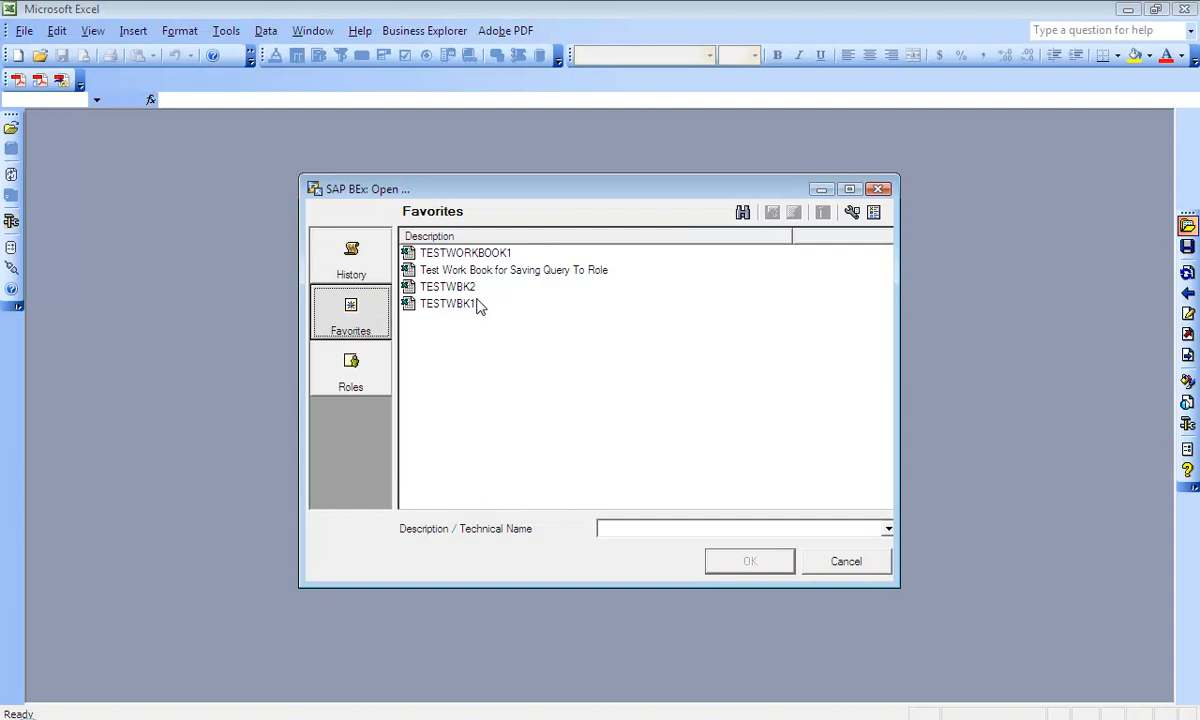 Microsoft Excel
File Edit View Insert Format Tools Data Window Help Business Explorer Adobe PDF
Type a question for help
fx
SAP BEx: Open ...
Favorites
Description
History
Favorites
Roles
TESTWORKBOOK1
Test Work Book for Saving Query To Role
TESTWBK2
TESTWBK1
Description / Technical Name
OK Cancel
Ready